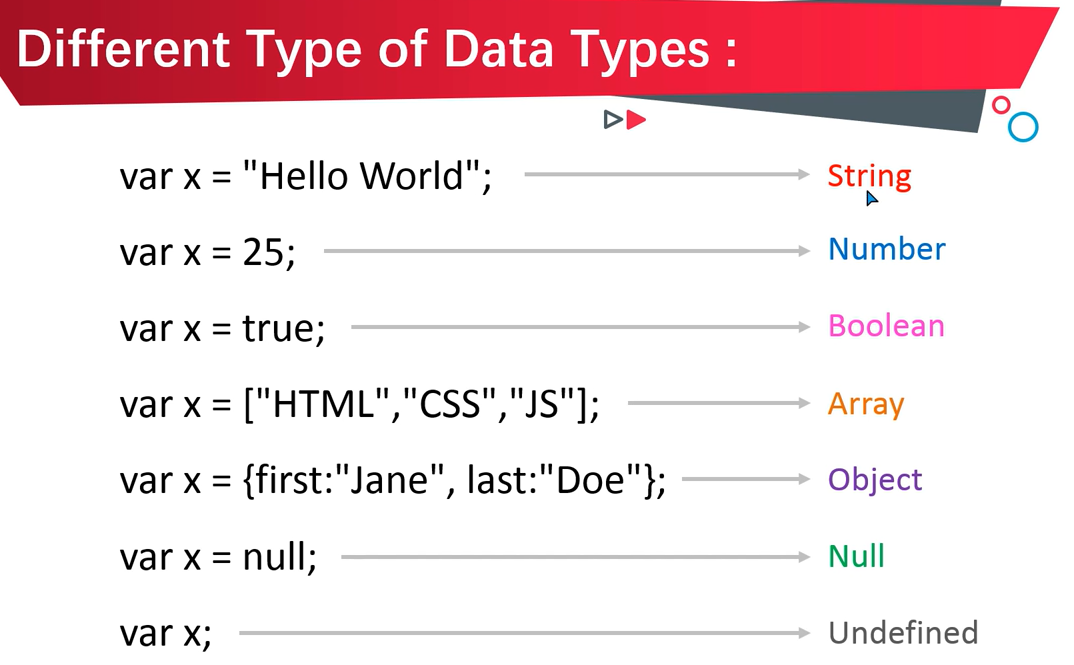 Different Type of Data Types :
var x = "Hello World"; String
var x = 25; Number
var x = true; Boolean
var x = ["HTML","CSS","JS"]; Array
var x = {first:"Jane", last:"Doe"}; Object
var x = null; Null
var x; Undefined